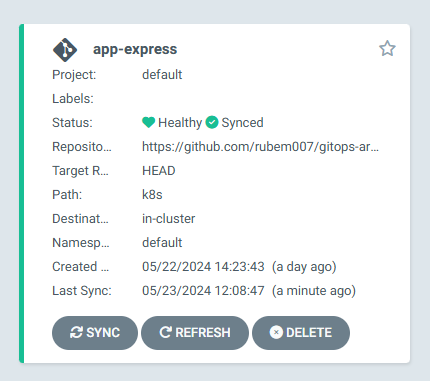 app-express
Project: default
Labels:
Status: Healthy Synced
Reposito... https://github.com/rubem007/gitops-ar...
Target R... HEAD
Path: k8s
Destinat... in-cluster
Namesp... default
Created ... 05/22/2024 14:23:43 (a day ago)
Last Sync: 05/23/2024 12:08:47 (a minute ago)
SYNC REFRESH DELETE